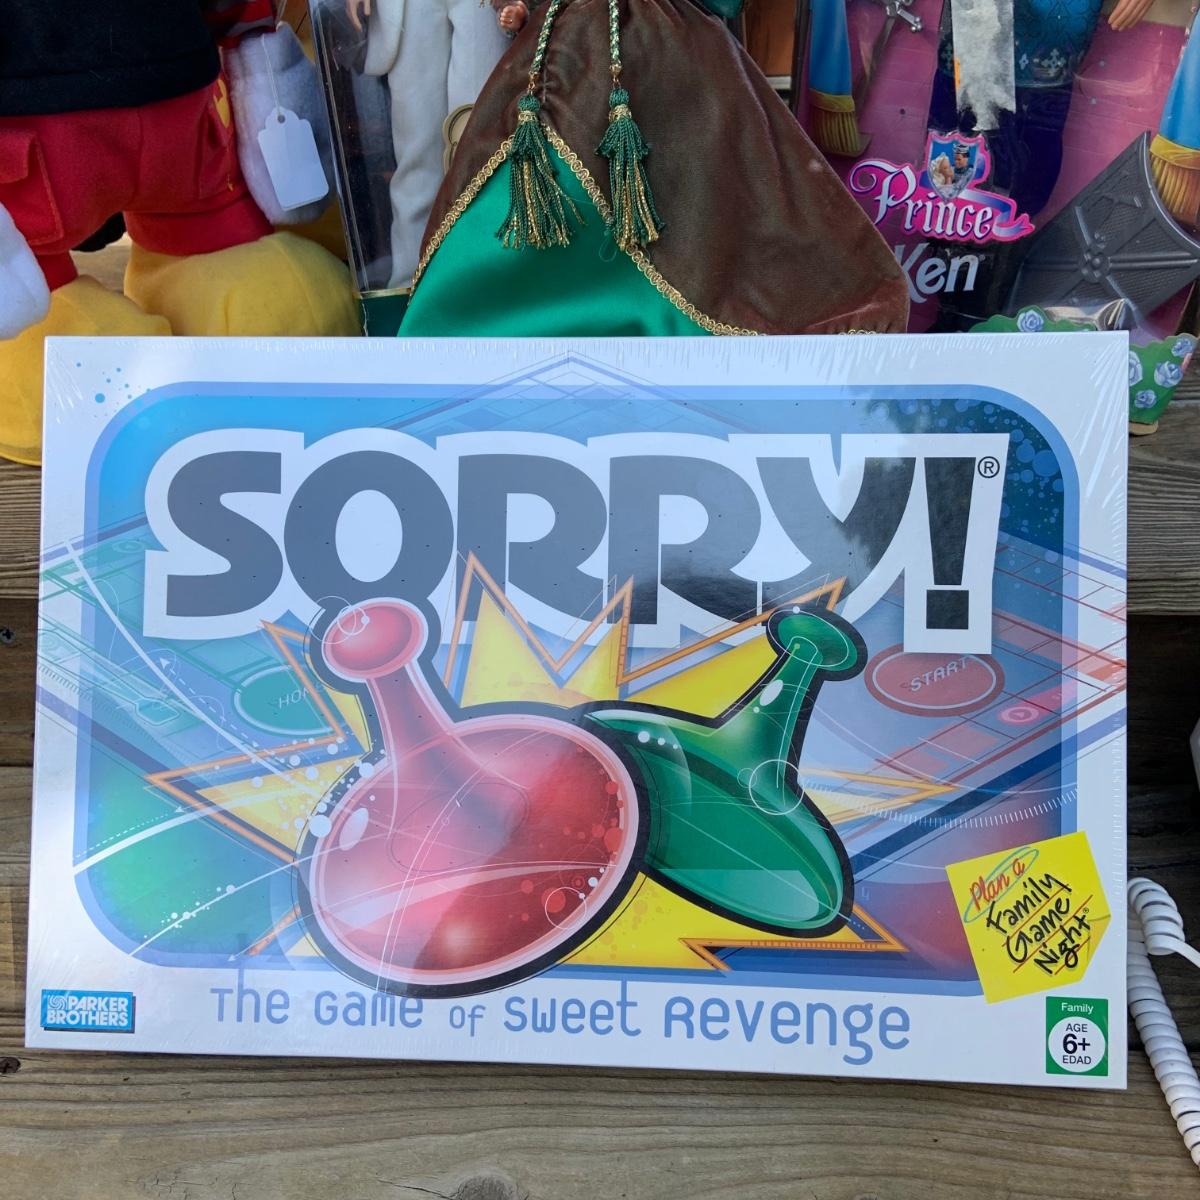 Prince
Ken
SORRY!®
HOME
START
Plan a
Family
Game
Night®
The Game of Sweet Revenge
PARKER
BROTHERS
Family
AGE
6+
EDAD